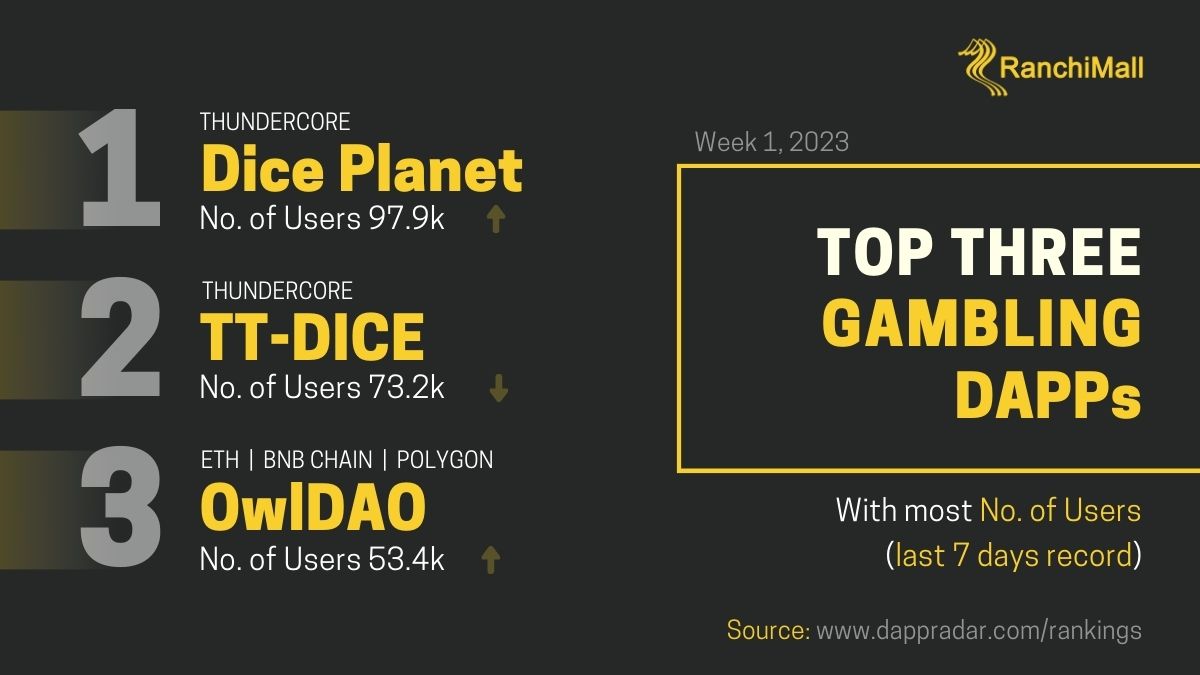 RanchiMall
Week 1, 2023
TOP THREE
GAMBLING
DAPPs
With most No. of Users
(last 7 days record)
Source: www.dappradar.com/rankings
1
THUNDERCORE
Dice Planet
No. of Users 97.9k
2
THUNDERCORE
TT-DICE
No. of Users 73.2k
3
ETH | BNB CHAIN | POLYGON
OwlDAO
No. of Users 53.4k